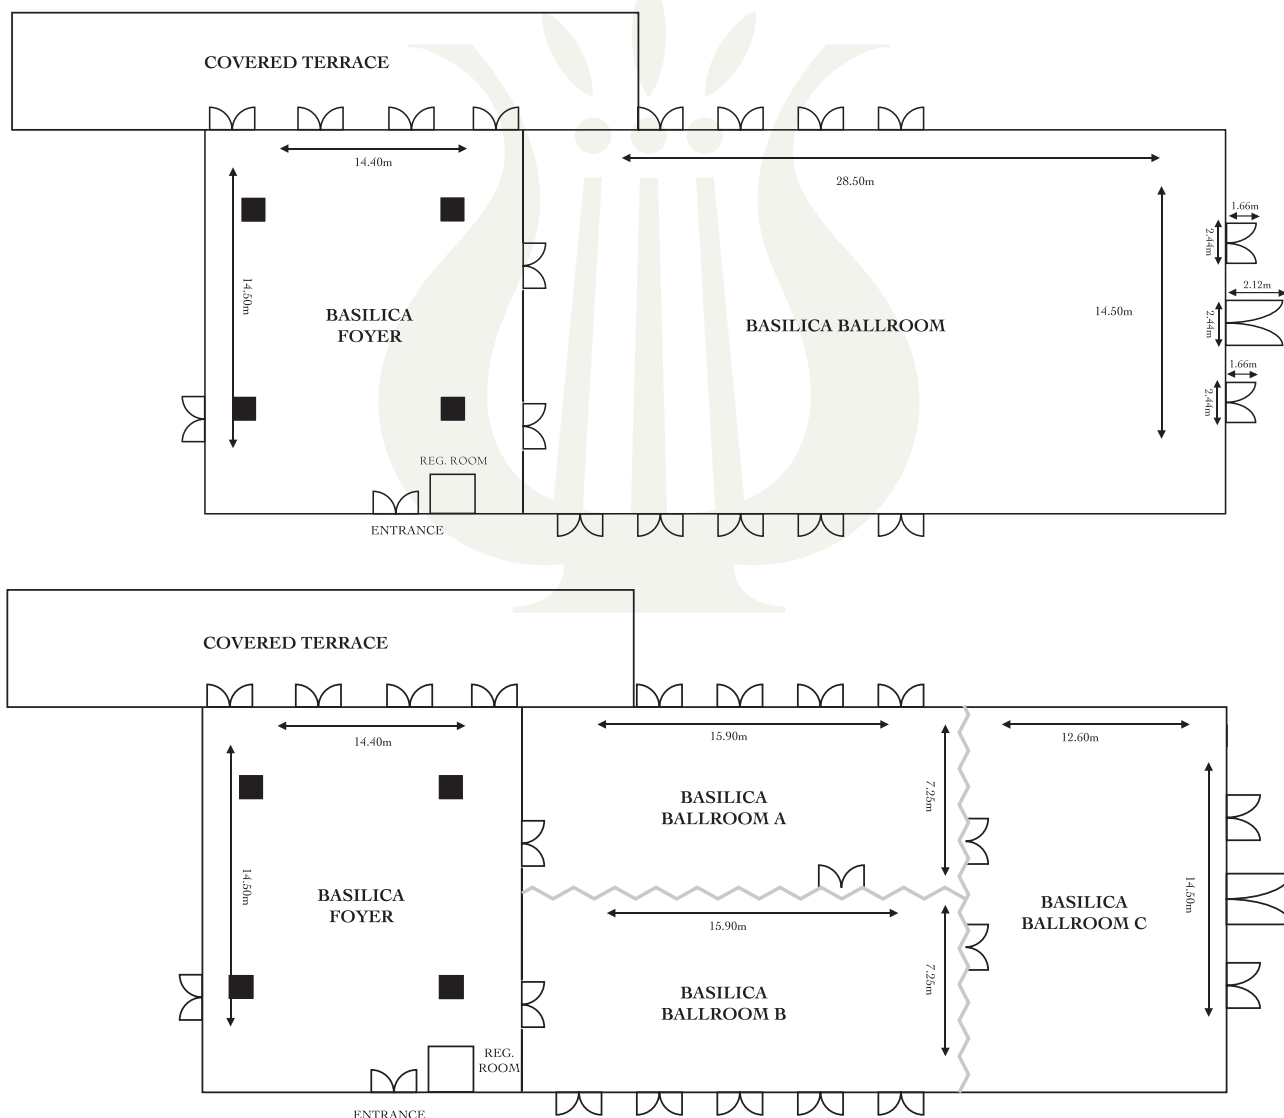 COVERED TERRACE
14.40m
28.50m
1.66m
2.44m
14.50m
2.12m
BASILICA
FOYER
BASILICA BALLROOM
14.50m
2.44m
1.66m
2.44m
REG. ROOM
ENTRANCE
COVERED TERRACE
14.40m
15.90m
12.60m
7.25m
BASILICA
BALLROOM A
14.50m
BASILICA
FOYER
14.50m
BASILICA
BALLROOM C
15.90m
7.25m
BASILICA
BALLROOM B
REG.
ROOM
ENTRANCE